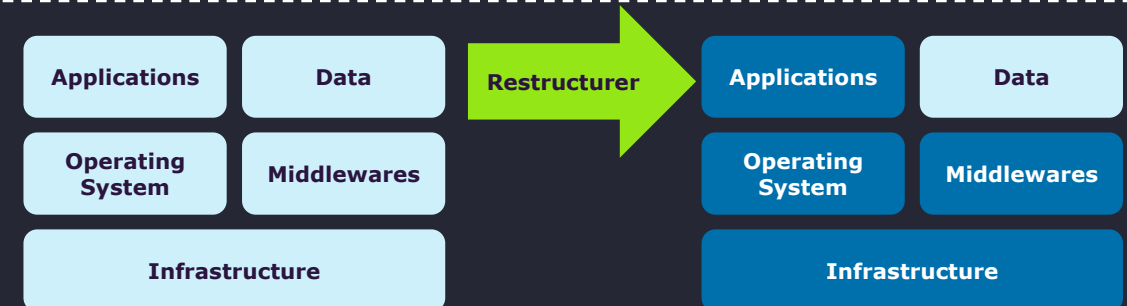 Applications
Data
Restructurer
Applications
Data
Operating
System
Middlewares
Operating
System
Middlewares
Infrastructure
Infrastructure